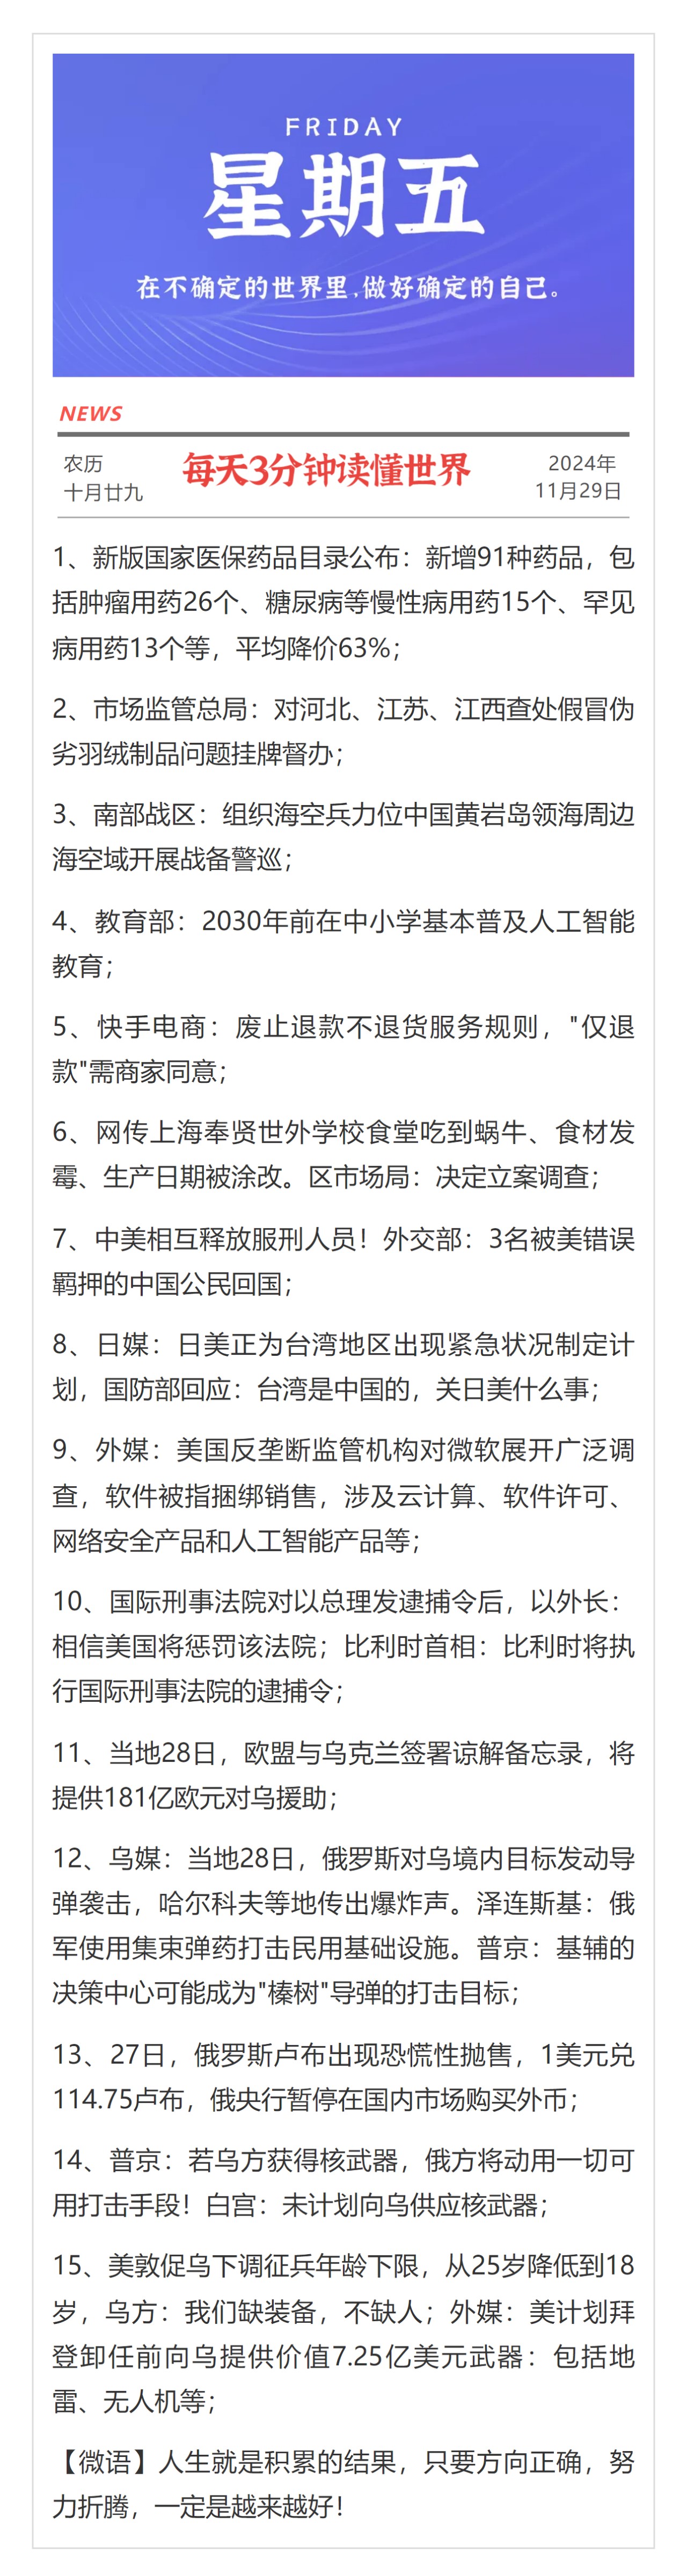 FRIDAY
星期五
在不确定的世界里,做好确定的自己。
NEWS
农历
十月廿九
每天3分钟读懂世界
2024年
11月29日
1、新版国家医保药品目录公布：新增91种药品，包
括肿瘤用药26个、糖尿病等慢性病用药15个、罕见
病用药13个等，平均降价63%；
2、市场监管总局：对河北、江苏、江西查处假冒伪
劣羽绒制品问题挂牌督办；
3、南部战区：组织海空兵力位中国黄岩岛领海周边
海空域开展战备警巡；
4、教育部：2030年前在中小学基本普及人工智能
教育；
5、快手电商：废止退款不退货服务规则，"仅退
款"需商家同意；
6、网传上海奉贤世外学校食堂吃到蜗牛、食材发
霉、生产日期被涂改。区市场局：决定立案调查；
7、中美相互释放服刑人员！外交部：3名被美错误
羁押的中国公民回国；
8、日媒：日美正为台湾地区出现紧急状况制定计
划，国防部回应：台湾是中国的，关日美什么事；
9、外媒：美国反垄断监管机构对微软展开广泛调
查，软件被指捆绑销售，涉及云计算、软件许可、
网络安全产品和人工智能产品等；
10、国际刑事法院对以总理发逮捕令后，以外长：
相信美国将惩罚该法院；比利时首相：比利时将执
行国际刑事法院的逮捕令；
11、当地28日，欧盟与乌克兰签署谅解备忘录，将
提供181亿欧元对乌援助；
12、乌媒：当地28日，俄罗斯对乌境内目标发动导
弹袭击，哈尔科夫等地传出爆炸声。泽连斯基：俄
军使用集束弹药打击民用基础设施。普京：基辅的
决策中心可能成为"榛树"导弹的打击目标；
13、27日，俄罗斯卢布出现恐慌性抛售，1美元兑
114.75卢布，俄央行暂停在国内市场购买外币；
14、普京：若乌方获得核武器，俄方将动用一切可
用打击手段！白宫：未计划向乌供应核武器；
15、美敦促乌下调征兵年龄下限，从25岁降低到18
岁，乌方：我们缺装备，不缺人；外媒：美计划拜
登卸任前向乌提供价值7.25亿美元武器：包括地
雷、无人机等；
【微语】人生就是积累的结果，只要方向正确，努
力折腾，一定是越来越好！